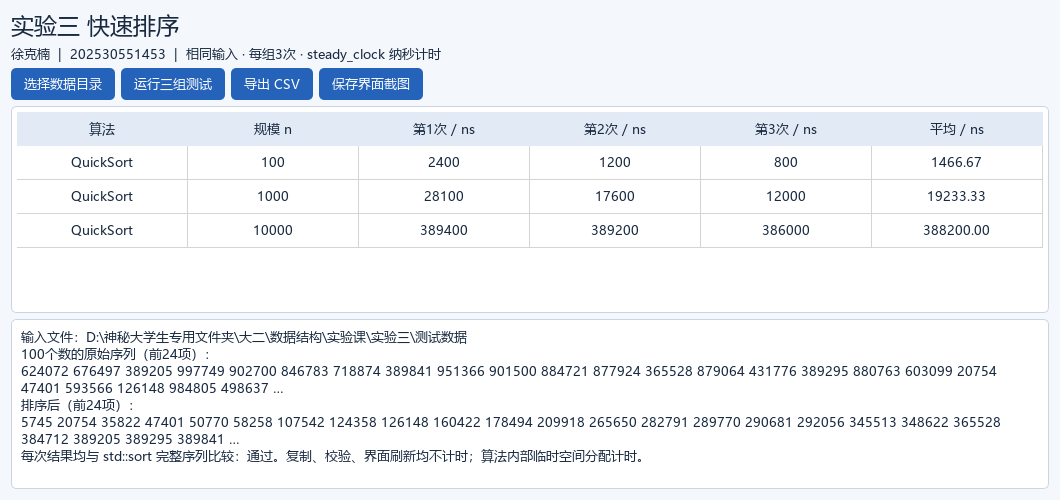 实验三 快速排序
徐克楠 | 202530551453 | 相同输入 · 每组3次 · steady_clock 纳秒计时
选择数据目录 运行三组测试 导出 CSV 保存界面截图
算法 规模 n 第1次 / ns 第2次 / ns 第3次 / ns 平均 / ns
QuickSort 100 2400 1200 800 1466.67
QuickSort 1000 28100 17600 12000 19233.33
QuickSort 10000 389400 389200 386000 388200.00
输入文件：D:\神秘大学生专用文件夹\大二\数据结构\实验课\实验三\测试数据
100个数的原始序列（前24项）：
624072 676497 389205 997749 902700 846783 718874 389841 951366 901500 884721 877924 365528 879064 431776 389295 880763 603099 20754
47401 593566 126148 984805 498637 ...
排序后（前24项）：
5745 20754 35822 47401 50770 58258 107542 124358 126148 160422 178494 209918 265650 282791 289770 290681 292056 345513 348622 365528
384712 389205 389295 389841 ...
每次结果均与 std::sort 完整序列比较：通过。复制、校验、界面刷新均不计时；算法内部临时空间分配计时。